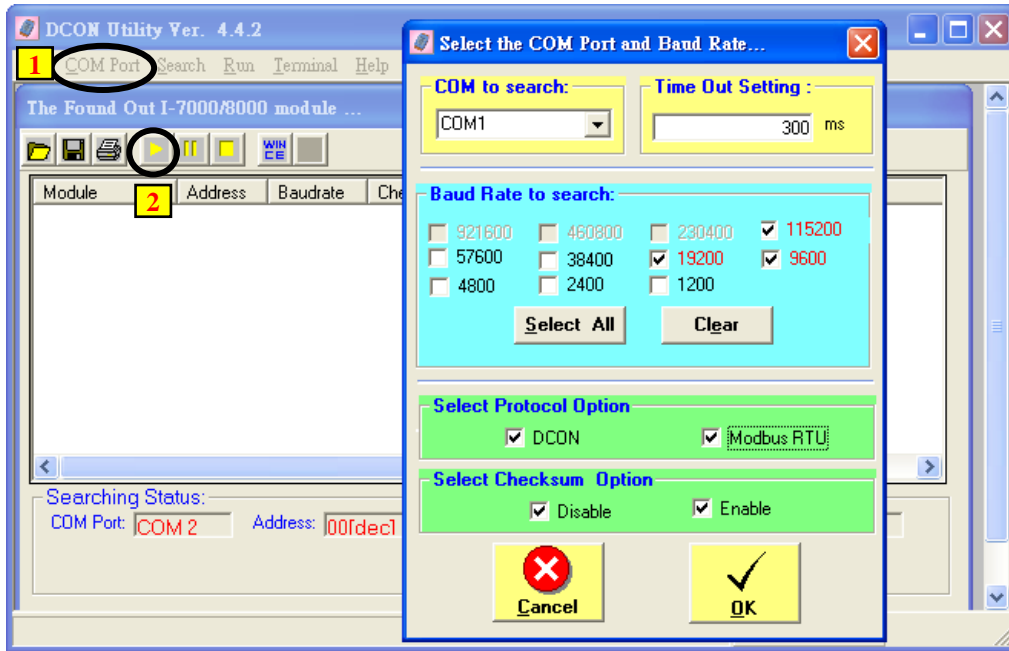 DCON Utility Ver. 4.4.2
1 COM Port Search Run Terminal Help
The Found Out I-7000/8000 module ...
WIN CE
2
Module Address Baudrate Che
Searching Status:
COM Port: COM 2 Address: 00[dec]
Select the COM Port and Baud Rate...
COM to search:
COM1
Time Out Setting :
300 ms
Baud Rate to search:
921600 460800 230400 115200
57600 38400 19200 9600
4800 2400 1200
Select All Clear
Select Protocol Option
DCON Modbus RTU
Select Checksum Option
Disable Enable
Cancel OK